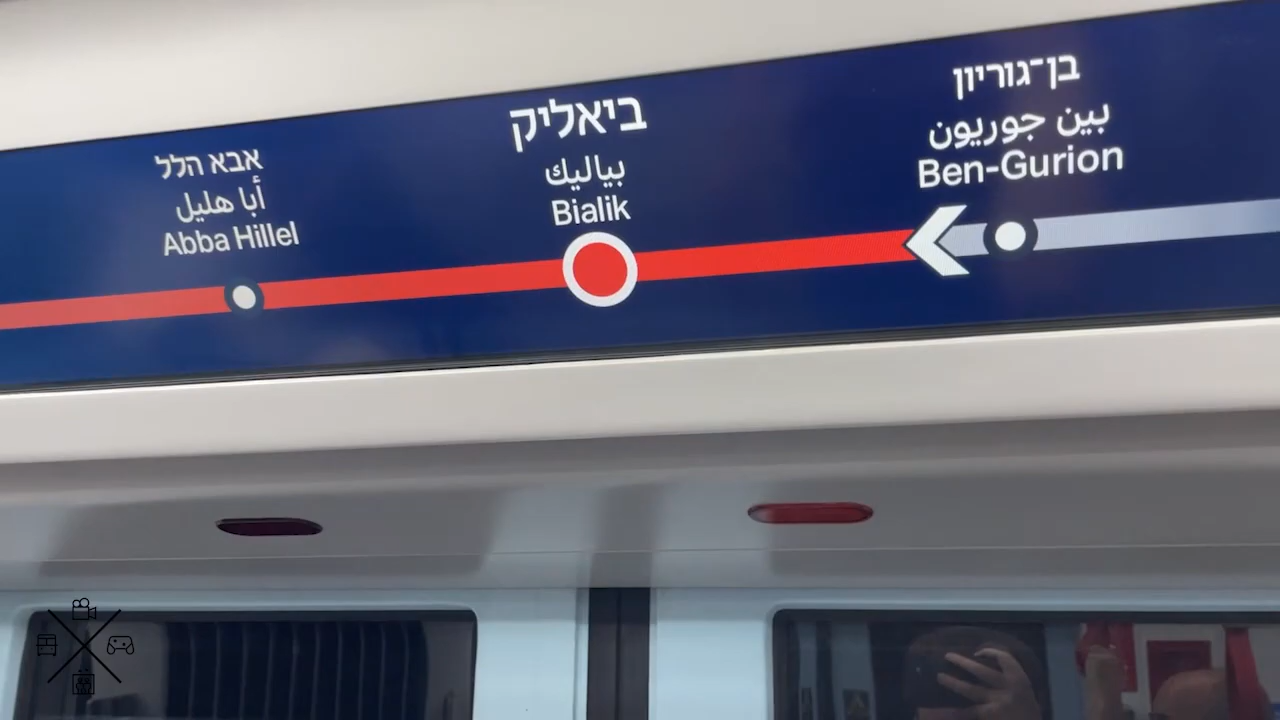 בן־גוריון
بين جوريون
Ben-Gurion
ביאליק
بياليك
Bialik
אבא הלל
أبا هليل
Abba Hillel